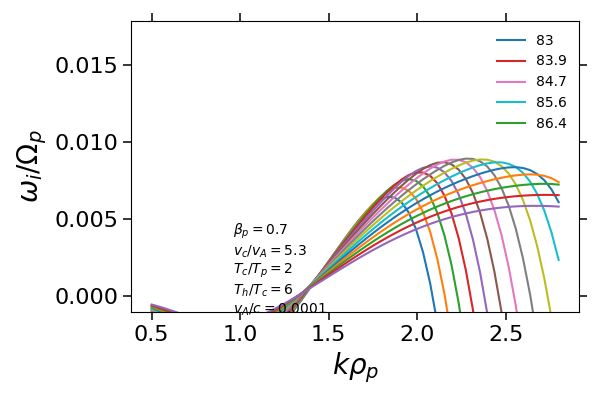 0.015
0.010
0.005
0.000
ω_i/Ω_p
83
83.9
84.7
85.6
86.4
β_p = 0.7
v_c/v_A = 5.3
T_c/T_p = 2
T_h/T_c = 6
v_A/c = 0.0001
0.5 1.0 1.5 2.0 2.5
kρ_p